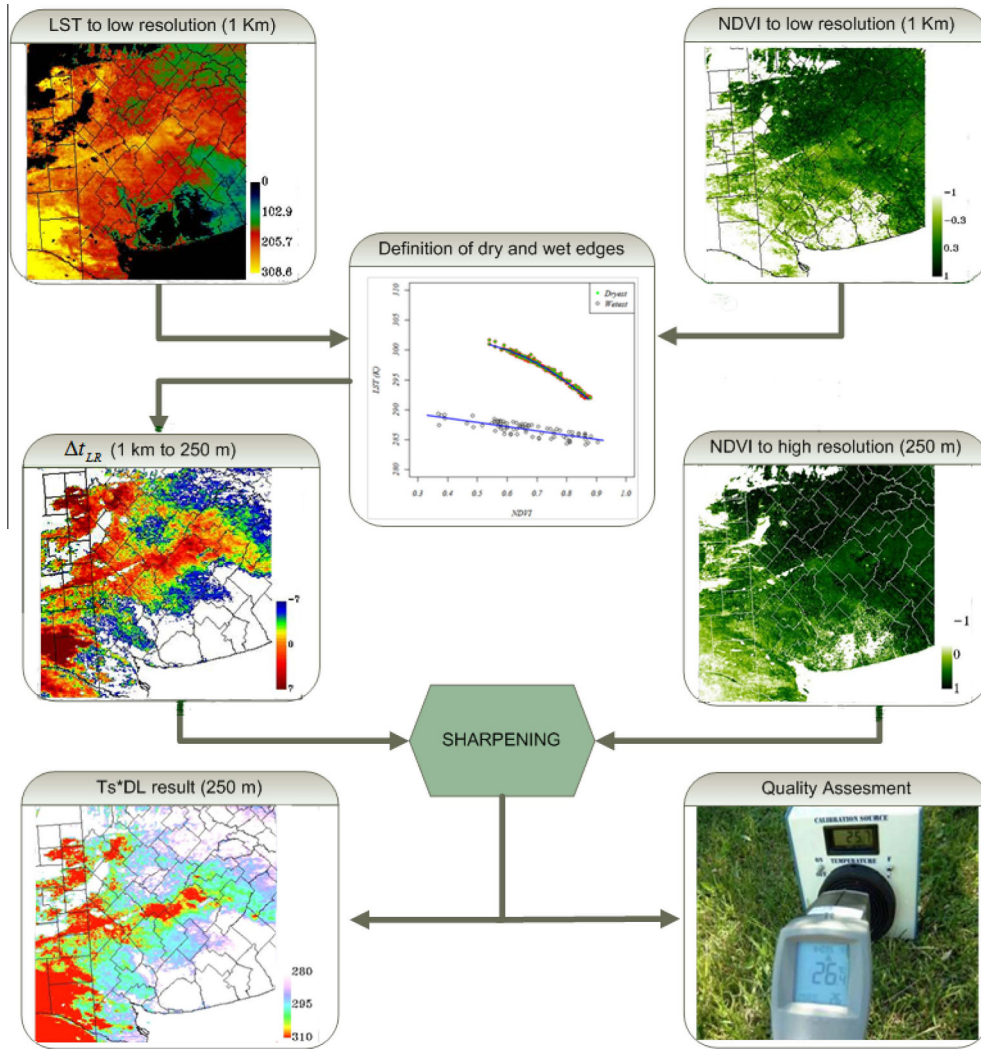 LST to low resolution (1 Km)
0
102.9
205.7
308.6
NDVI to low resolution (1 Km)
-1
-0.3
0.3
1
Definition of dry and wet edges
Dryest
Wetest
LST (K)
310
305
300
295
290
285
280
0.3 0.4 0.5 0.6 0.7 0.8 0.9 1.0
NDVI
Δt LR (1 km to 250 m)
-7
0
7
NDVI to high resolution (250 m)
-1
0
1
SHARPENING
Ts*DL result (250 m)
280
295
310
Quality Assesment
CALIBRATION SOURCE
ON
TEMPERATURE
F